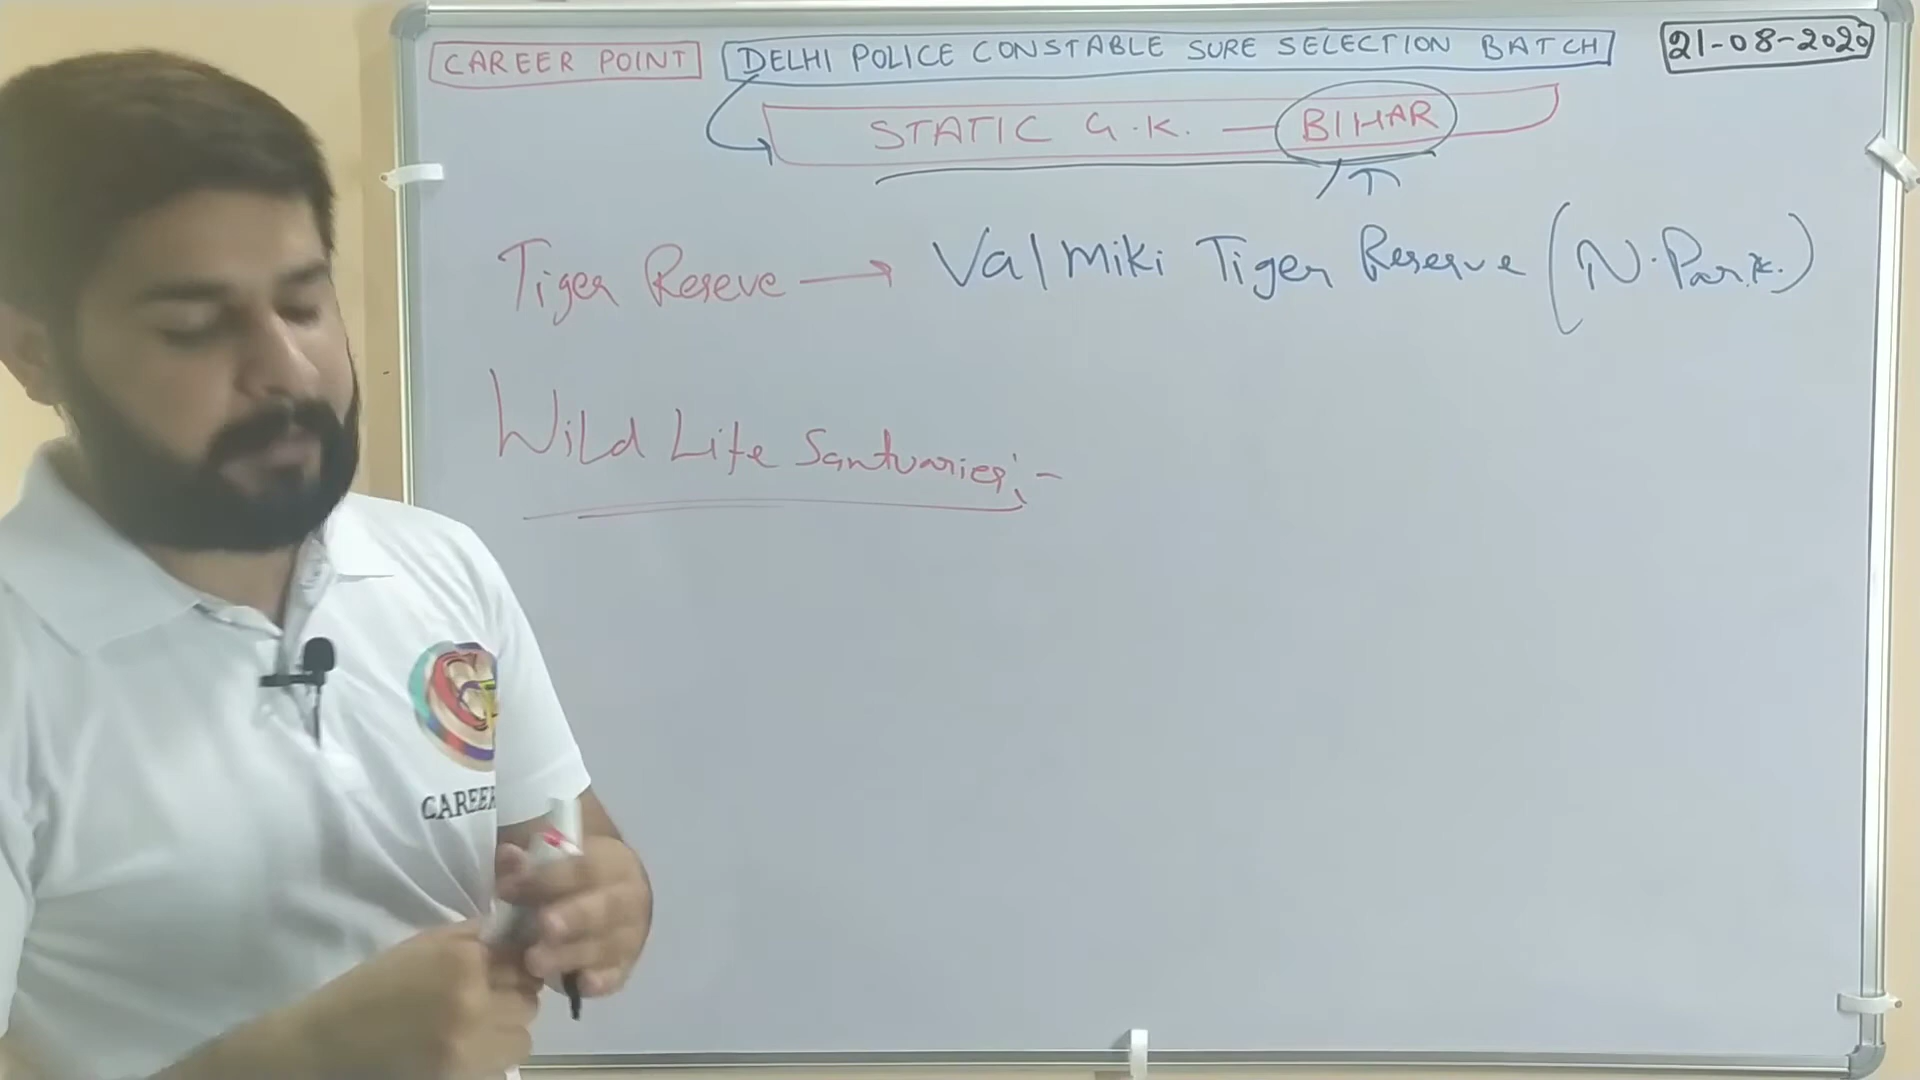 CAREER POINT DELHI POLICE CONSTABLE SURE SELECTION BATCH 21-08-2020
STATIC G.K. — BIHAR
Tiger Reseve → Valmiki Tiger Reserve (N.Park.)
Wild Life Santuaries:-
CAREER